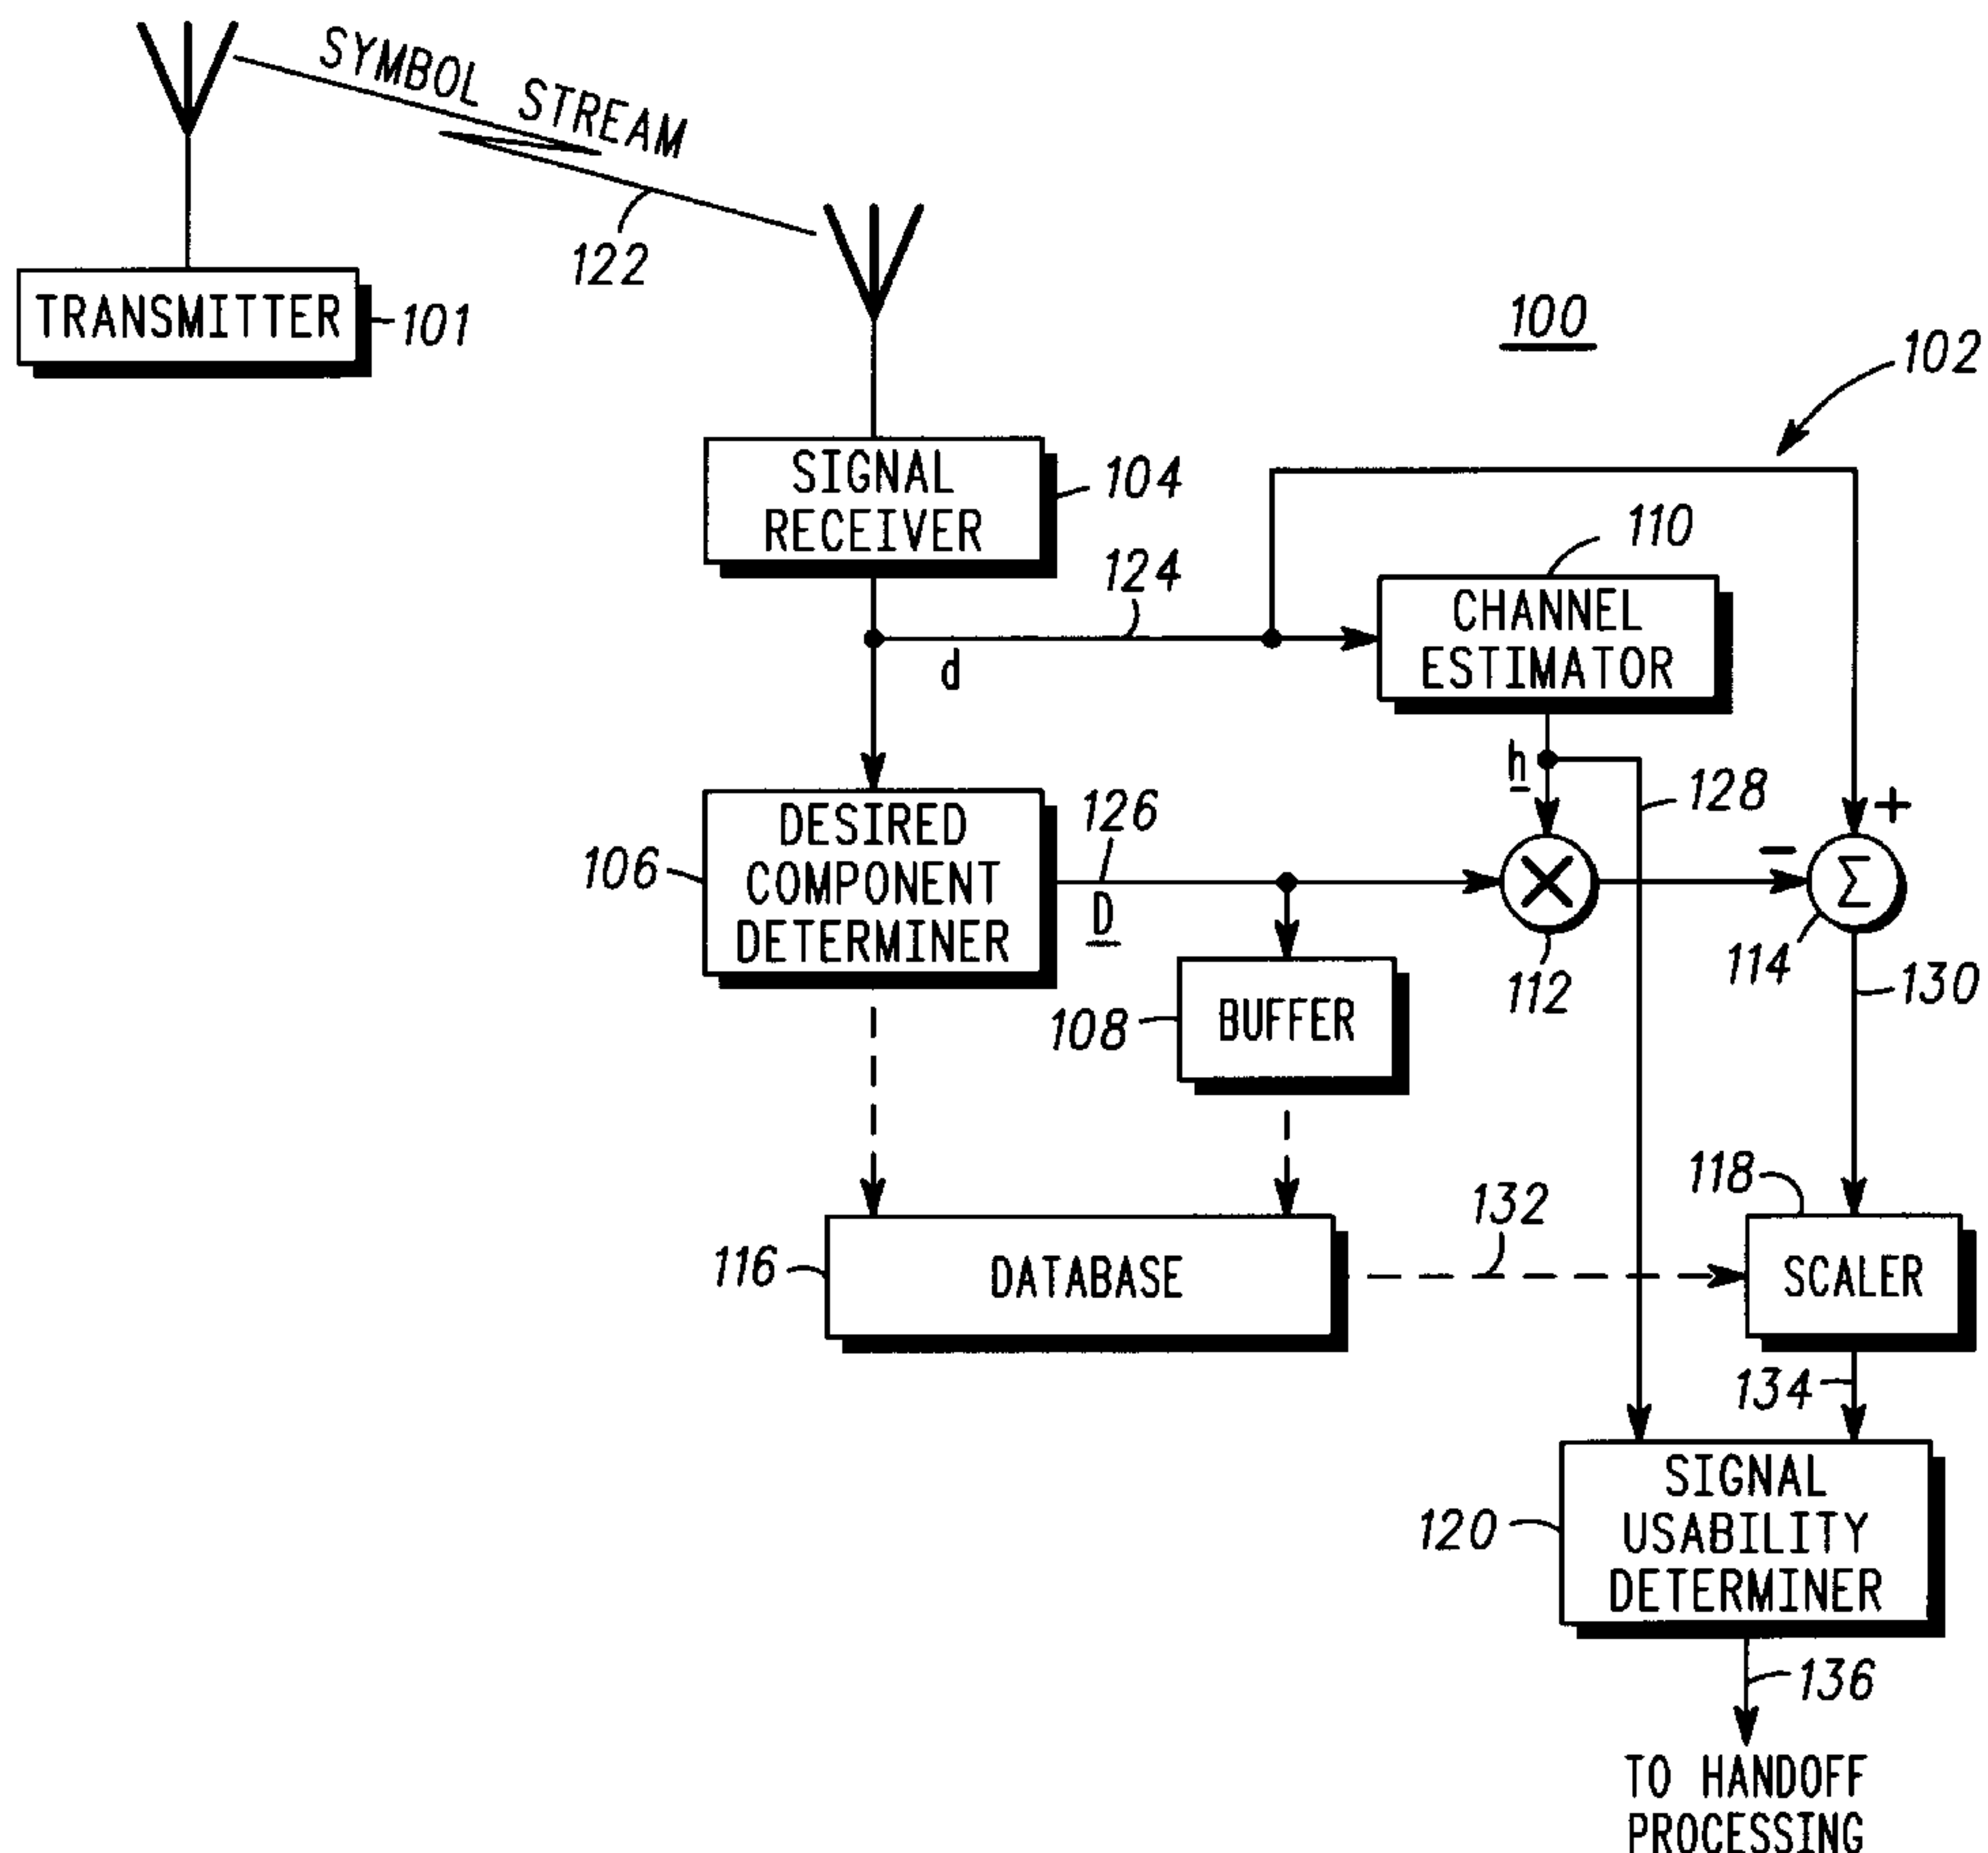 SYMBOL STREAM
122
TRANSMITTER
101
100
102
SIGNAL
RECEIVER
104
124
d
110
CHANNEL
ESTIMATOR
h
128
+
-
DESIRED
COMPONENT
DETERMINER
106
126
D
X
112
Σ
114
130
108
BUFFER
116
DATABASE
132
118
SCALER
134
120
SIGNAL
USABILITY
DETERMINER
136
TO HANDOFF
PROCESSING